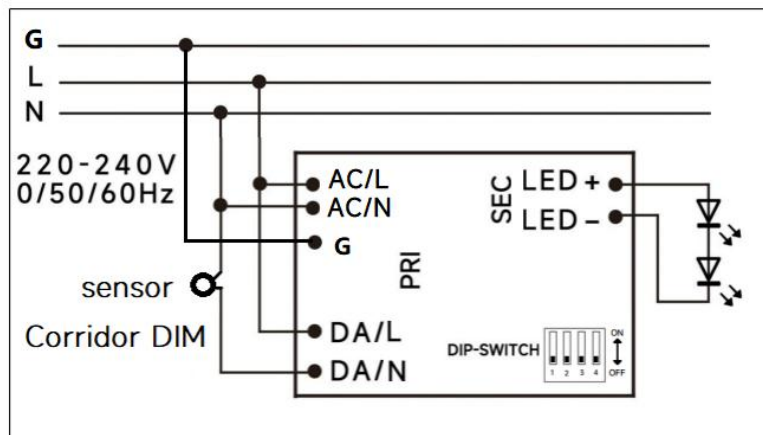 G
L
N
220-240V
0/50/60Hz
AC/L
AC/N
G
PRI
SEC
LED +
LED −
sensor
Corridor DIM
DA/L
DA/N
DIP-SWITCH
ON
1 2 3 4
OFF